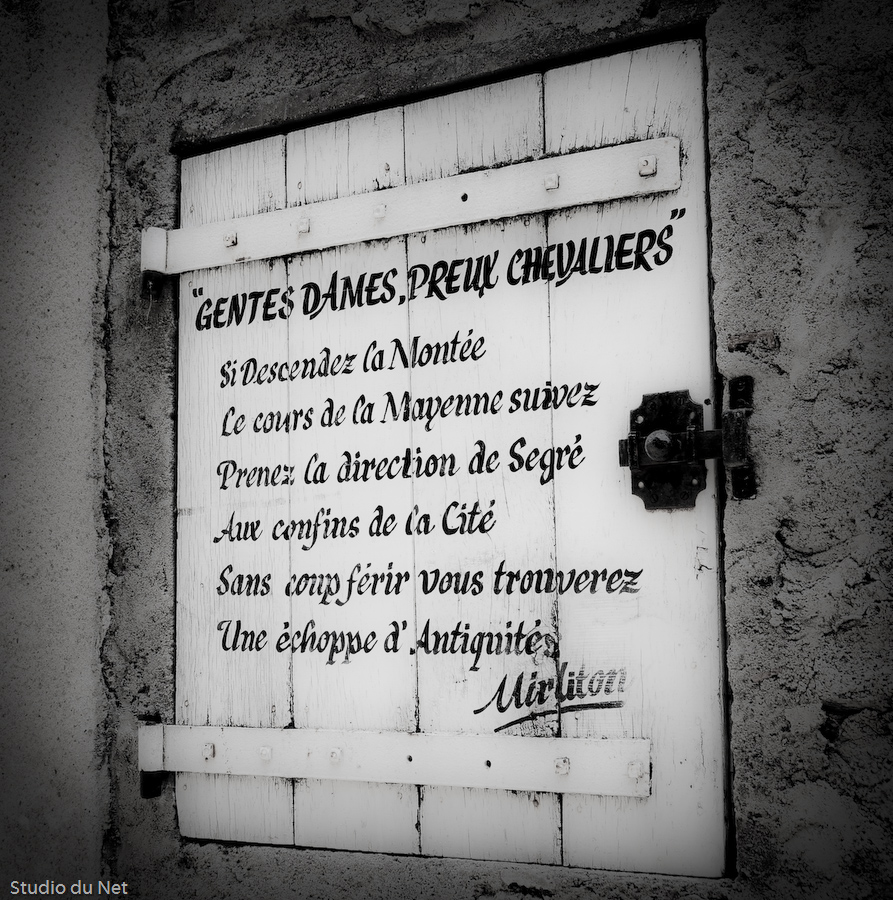 "GENTES DAMES, PREUX CHEVALIERS"
Si Descendez la Montée
Le cours de la Mayenne suivez
Prenez la direction de Segré
Aux confins de la Cité
Sans coup férir vous trouverez
Une échoppe d'Antiquités
Mirliton
Studio du Net